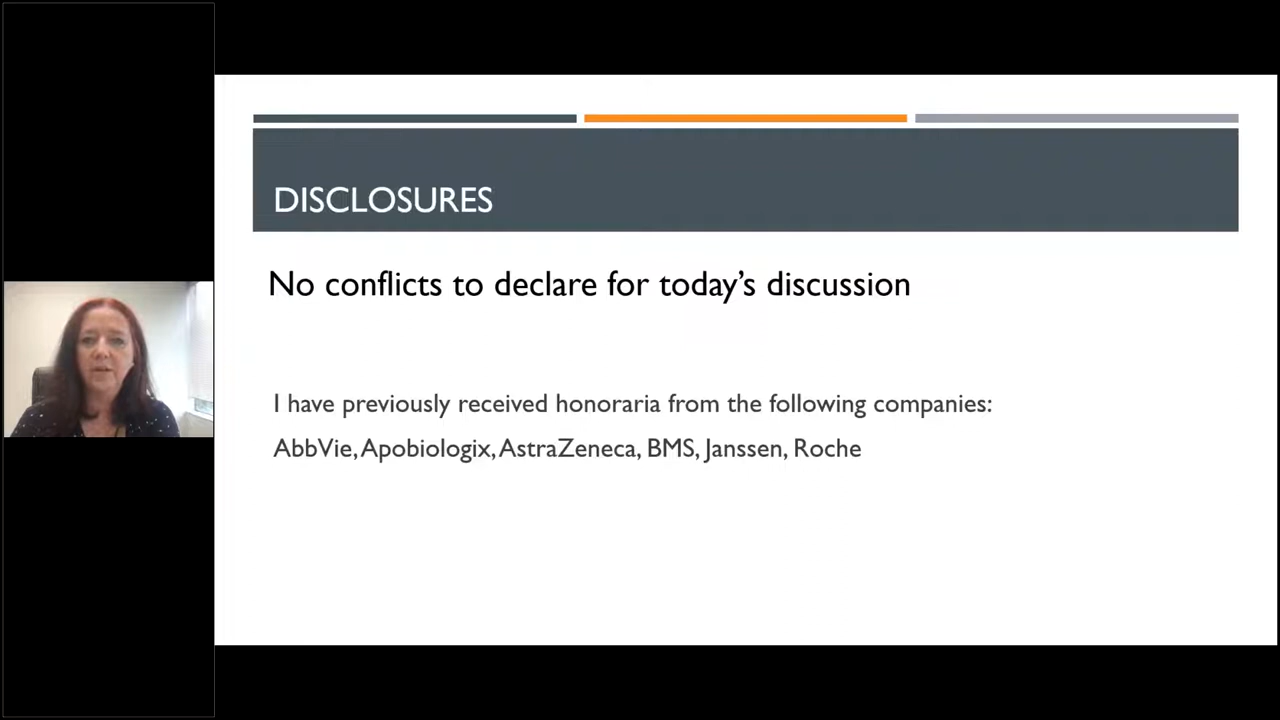 DISCLOSURES
No conflicts to declare for today’s discussion
I have previously received honoraria from the following companies:
AbbVie, Apobiologix, AstraZeneca, BMS, Janssen, Roche